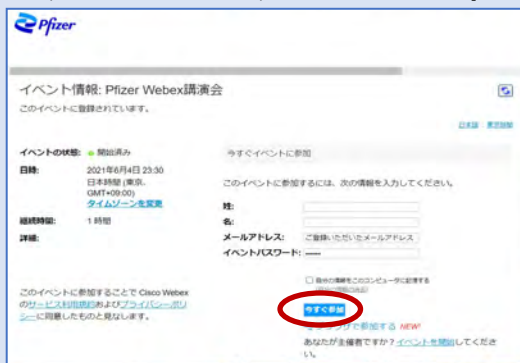 Pfizer
イベント情報: Pfizer Webex講演会
このイベントに登録されています。
日本語 東京時間
イベントの状態: 開始済み
今すぐイベントに参加
日時: 2021年6月4日 23:30
日本時間 (東京、
GMT+09:00)
タイムゾーンを変更
このイベントに参加するには、次の情報を入力してください。
姓:
名:
継続時間: 1 時間
詳細:
メールアドレス: ご登録いただいたメールアドレス
イベントパスワード:
自分の情報をこのコンピュータに記憶する
このイベントに参加することで Cisco Webex
のサービス利用規約およびプライバシー ポリ
シーに同意したものと見なします。
今すぐ参加
で参加する NEW!
あなたが主催者ですか？イベントを開始してくださ
い。